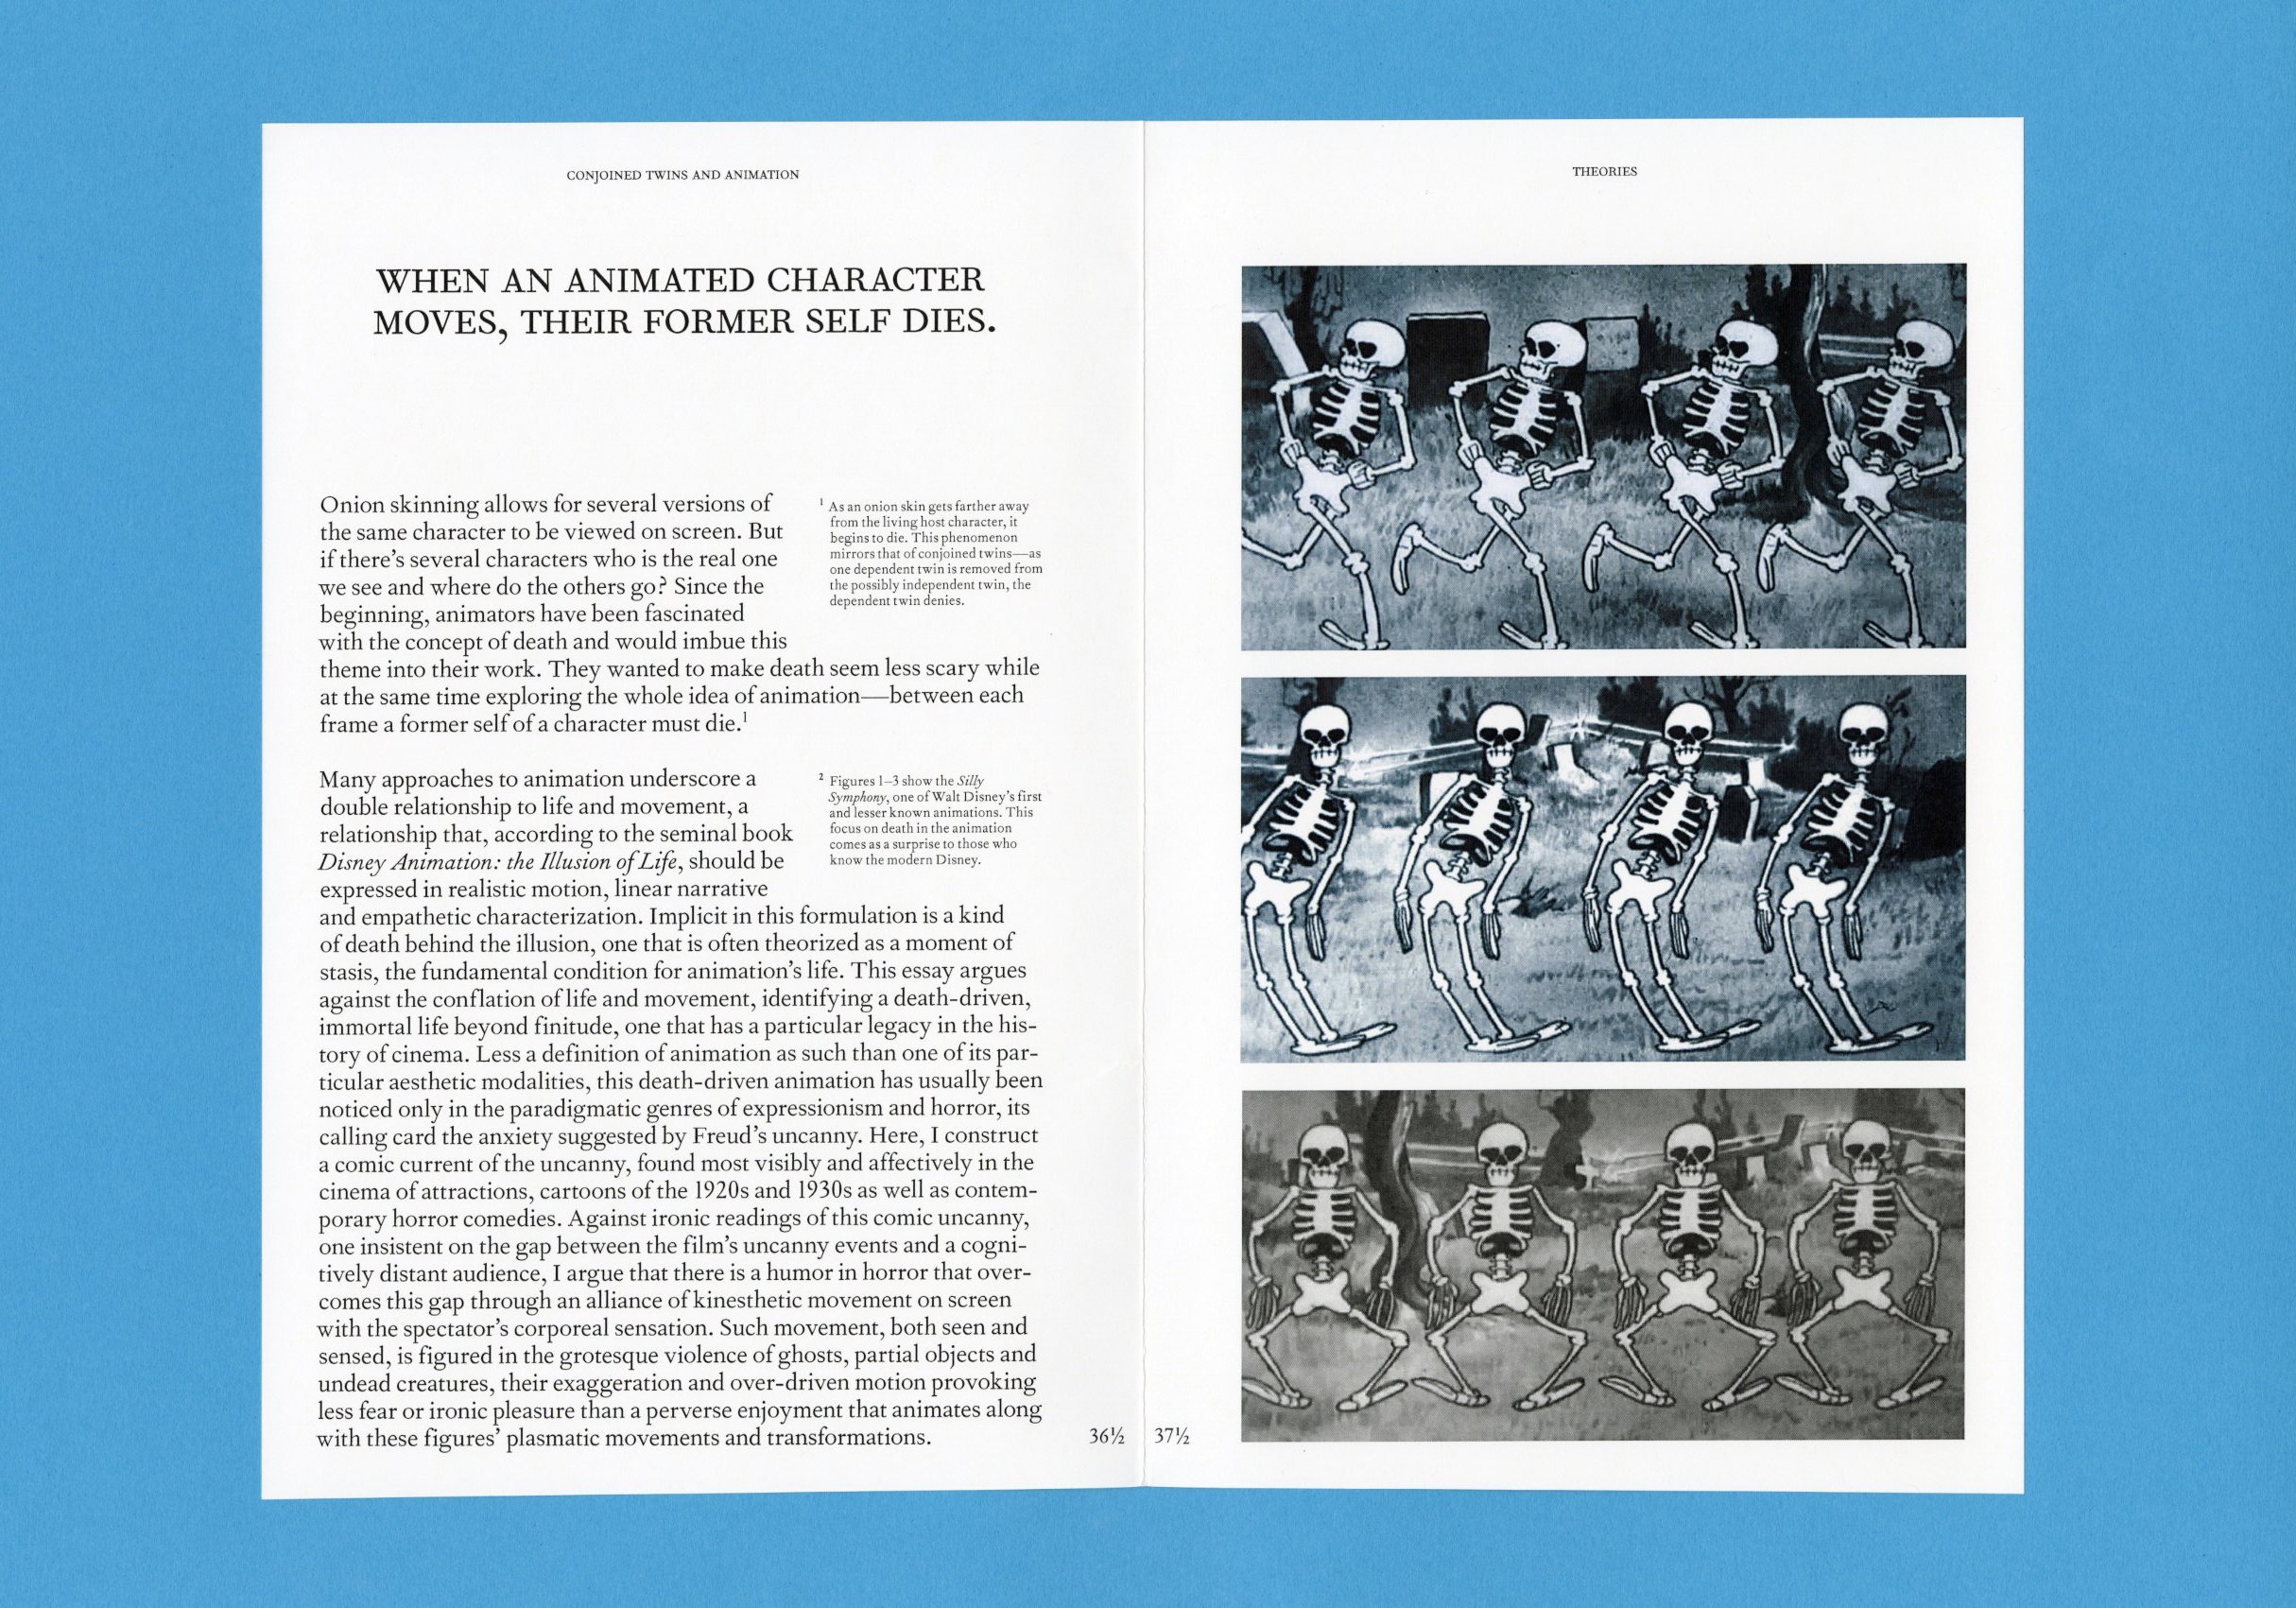 CONJOINED TWINS AND ANIMATION
WHEN AN ANIMATED CHARACTER
MOVES, THEIR FORMER SELF DIES.
Onion skinning allows for several versions of
the same character to be viewed on screen. But
if there's several characters who is the real one
we see and where do the others go? Since the
beginning, animators have been fascinated
with the concept of death and would imbue this
theme into their work. They wanted to make death seem less scary while
at the same time exploring the whole idea of animation—between each
frame a former self of a character must die.¹
¹ As an onion skin gets farther away
from the living host character, it
begins to die. This phenomenon
mirrors that of conjoined twins—as
one dependent twin is removed from
the possibly independent twin, the
dependent twin denies.
Many approaches to animation underscore a
double relationship to life and movement, a
relationship that, according to the seminal book
Disney Animation: the Illusion of Life, should be
expressed in realistic motion, linear narrative
and empathetic characterization. Implicit in this formulation is a kind
of death behind the illusion, one that is often theorized as a moment of
stasis, the fundamental condition for animation's life. This essay argues
against the conflation of life and movement, identifying a death-driven,
immortal life beyond finitude, one that has a particular legacy in the his-
tory of cinema. Less a definition of animation as such than one of its par-
ticular aesthetic modalities, this death-driven animation has usually been
noticed only in the paradigmatic genres of expressionism and horror, its
calling card the anxiety suggested by Freud's uncanny. Here, I construct
a comic current of the uncanny, found most visibly and affectively in the
cinema of attractions, cartoons of the 1920s and 1930s as well as contem-
porary horror comedies. Against ironic readings of this comic uncanny,
one insistent on the gap between the film's uncanny events and a cogni-
tively distant audience, I argue that there is a humor in horror that over-
comes this gap through an alliance of kinesthetic movement on screen
with the spectator's corporeal sensation. Such movement, both seen and
sensed, is figured in the grotesque violence of ghosts, partial objects and
undead creatures, their exaggeration and over-driven motion provoking
less fear or ironic pleasure than a perverse enjoyment that animates along
with these figures' plasmatic movements and transformations.
² Figures 1–3 show the Silly
Symphony, one of Walt Disney's first
and lesser known animations. This
focus on death in the animation
comes as a surprise to those who
know the modern Disney.
36½
THEORIES
37½